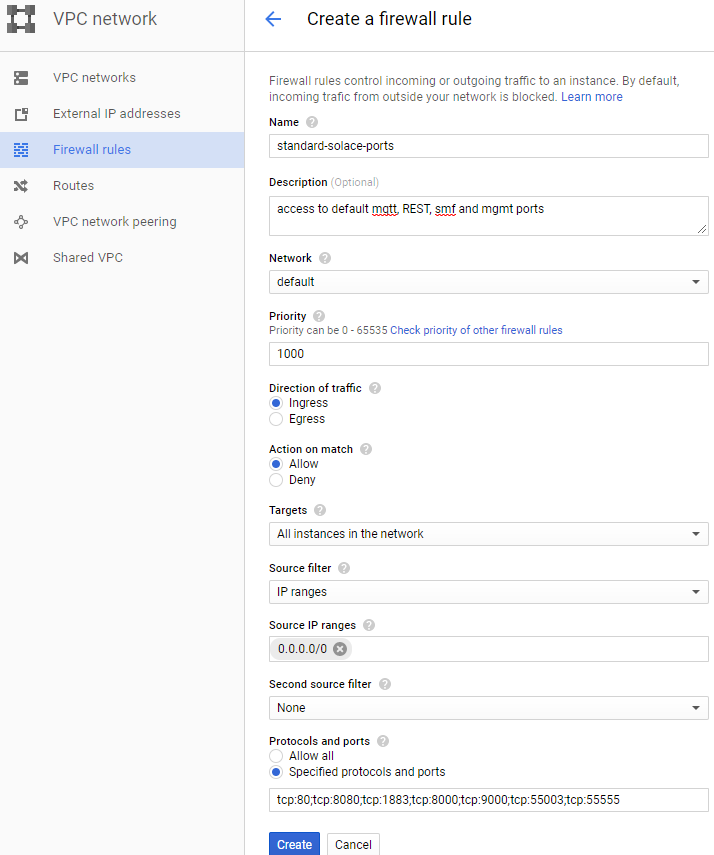 VPC network
Create a firewall rule
VPC networks
External IP addresses
Firewall rules
Routes
VPC network peering
Shared VPC
Firewall rules control incoming or outgoing traffic to an instance. By default,
incoming trafic from outside your network is blocked. Learn more
Name ?
standard-solace-ports
Description (Optional)
access to default mqtt, REST, smf and mgmt ports
Network ?
default
Priority ?
Priority can be 0 - 65535 Check priority of other firewall rules
1000
Direction of traffic ?
Ingress
Egress
Action on match ?
Allow
Deny
Targets ?
All instances in the network
Source filter ?
IP ranges
Source IP ranges ?
0.0.0.0/0
Second source filter ?
None
Protocols and ports ?
Allow all
Specified protocols and ports
tcp:80;tcp:8080;tcp:1883;tcp:8000;tcp:9000;tcp:55003;tcp:55555
Create Cancel